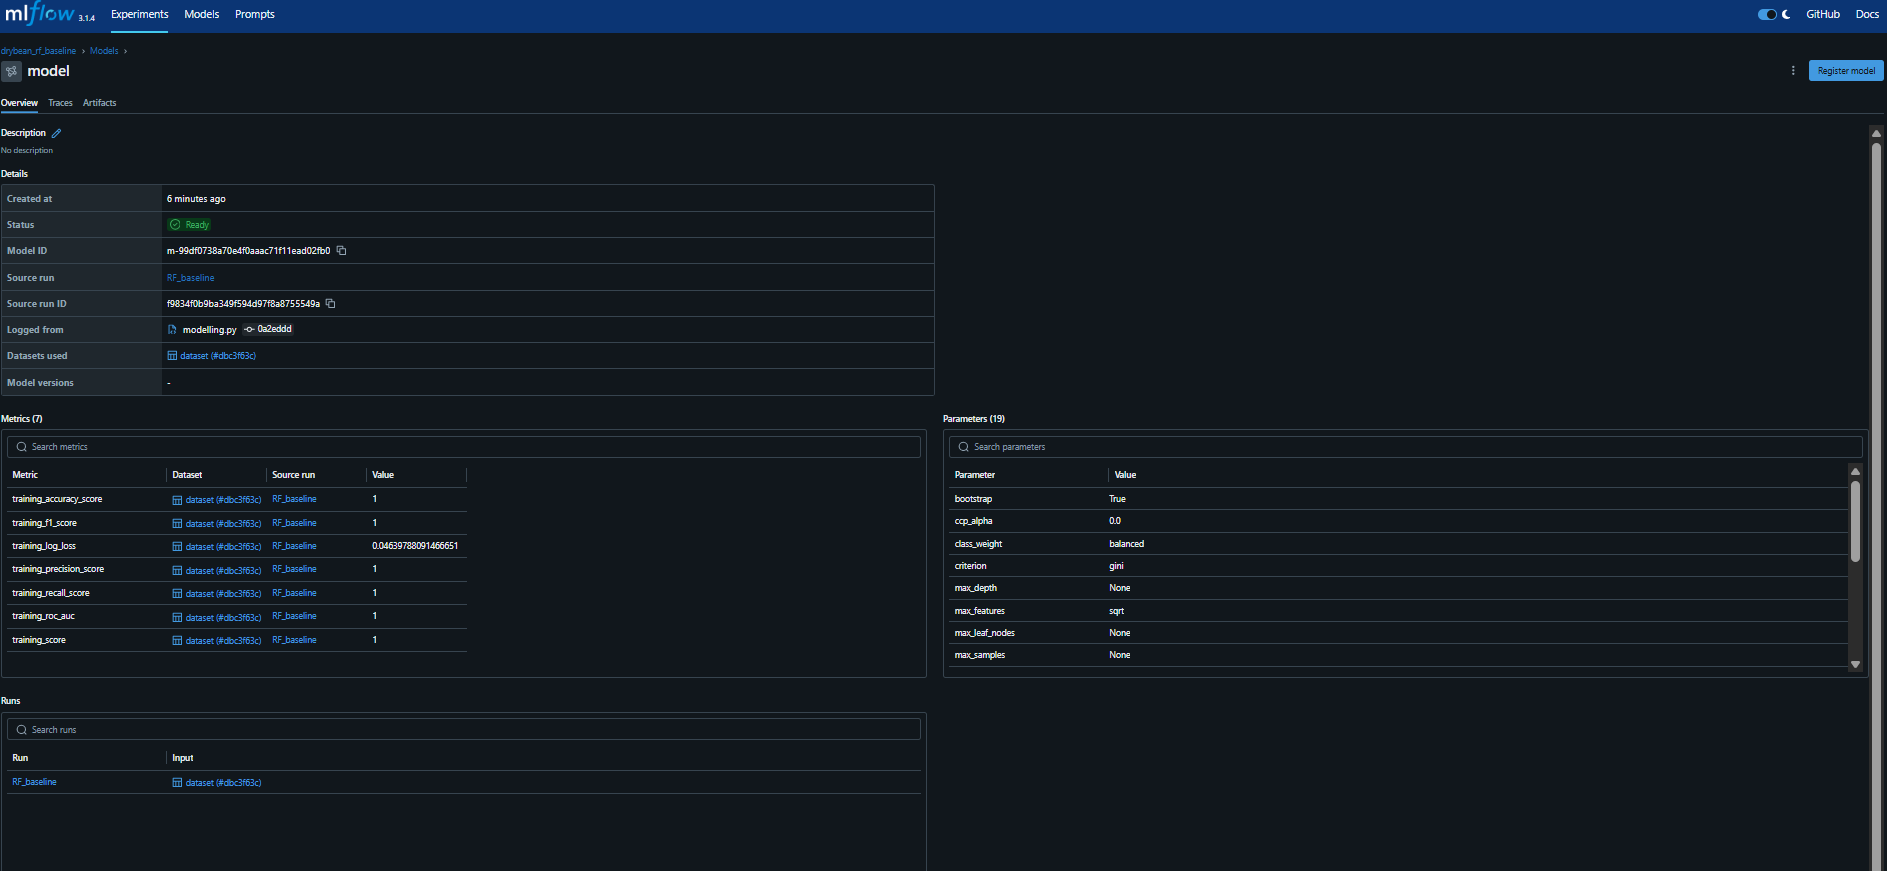 mlflow 3.1.4 Experiments Models Prompts GitHub Docs
drybean_rf_baseline › Models ›
model Register model
Overview Traces Artifacts
Description
No description
Details
Created at 6 minutes ago
Status Ready
Model ID m-99df0738a70e4f0aaac71f11ead02fb0
Source run RF_baseline
Source run ID f9834f0b9ba349f594d97f8a8755549a
Logged from modelling.py 0a2eddd
Datasets used dataset (#dbc3f63c)
Model versions -
Metrics (7)
Search metrics
Metric Dataset Source run Value
training_accuracy_score dataset (#dbc3f63c) RF_baseline 1
training_f1_score dataset (#dbc3f63c) RF_baseline 1
training_log_loss dataset (#dbc3f63c) RF_baseline 0.04639788091466651
training_precision_score dataset (#dbc3f63c) RF_baseline 1
training_recall_score dataset (#dbc3f63c) RF_baseline 1
training_roc_auc dataset (#dbc3f63c) RF_baseline 1
training_score dataset (#dbc3f63c) RF_baseline 1
Parameters (19)
Search parameters
Parameter Value
bootstrap True
ccp_alpha 0.0
class_weight balanced
criterion gini
max_depth None
max_features sqrt
max_leaf_nodes None
max_samples None
Runs
Search runs
Run Input
RF_baseline dataset (#dbc3f63c)